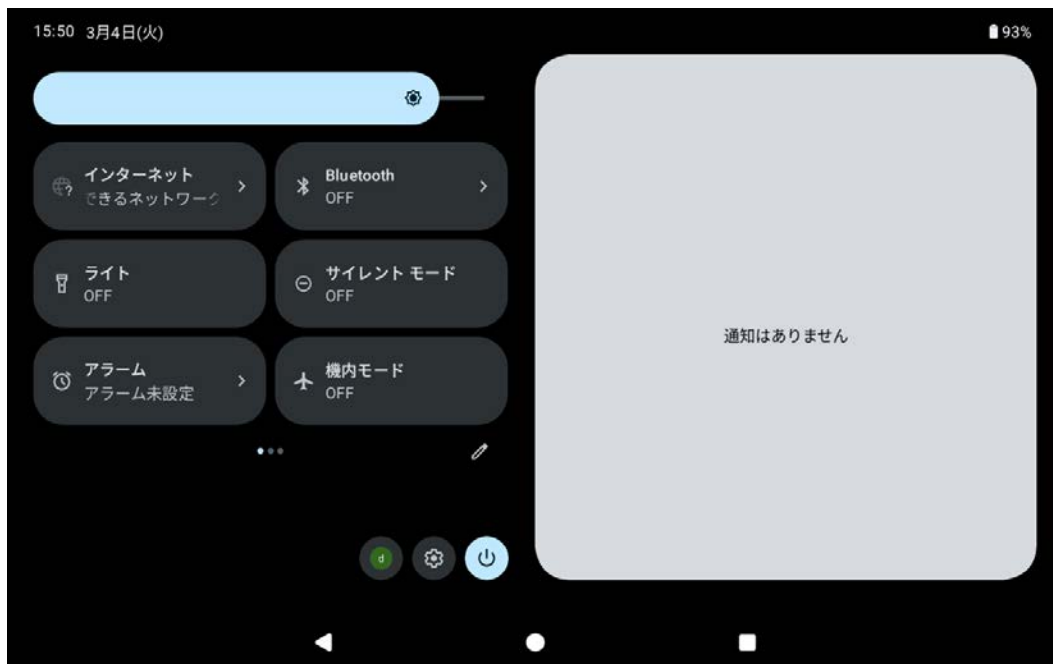 15:50 3月4日(火)
93%
インターネット
できるネットワーク
Bluetooth
OFF
ライト
OFF
サイレント モード
OFF
アラーム
アラーム未設定
機内モード
OFF
通知はありません
d